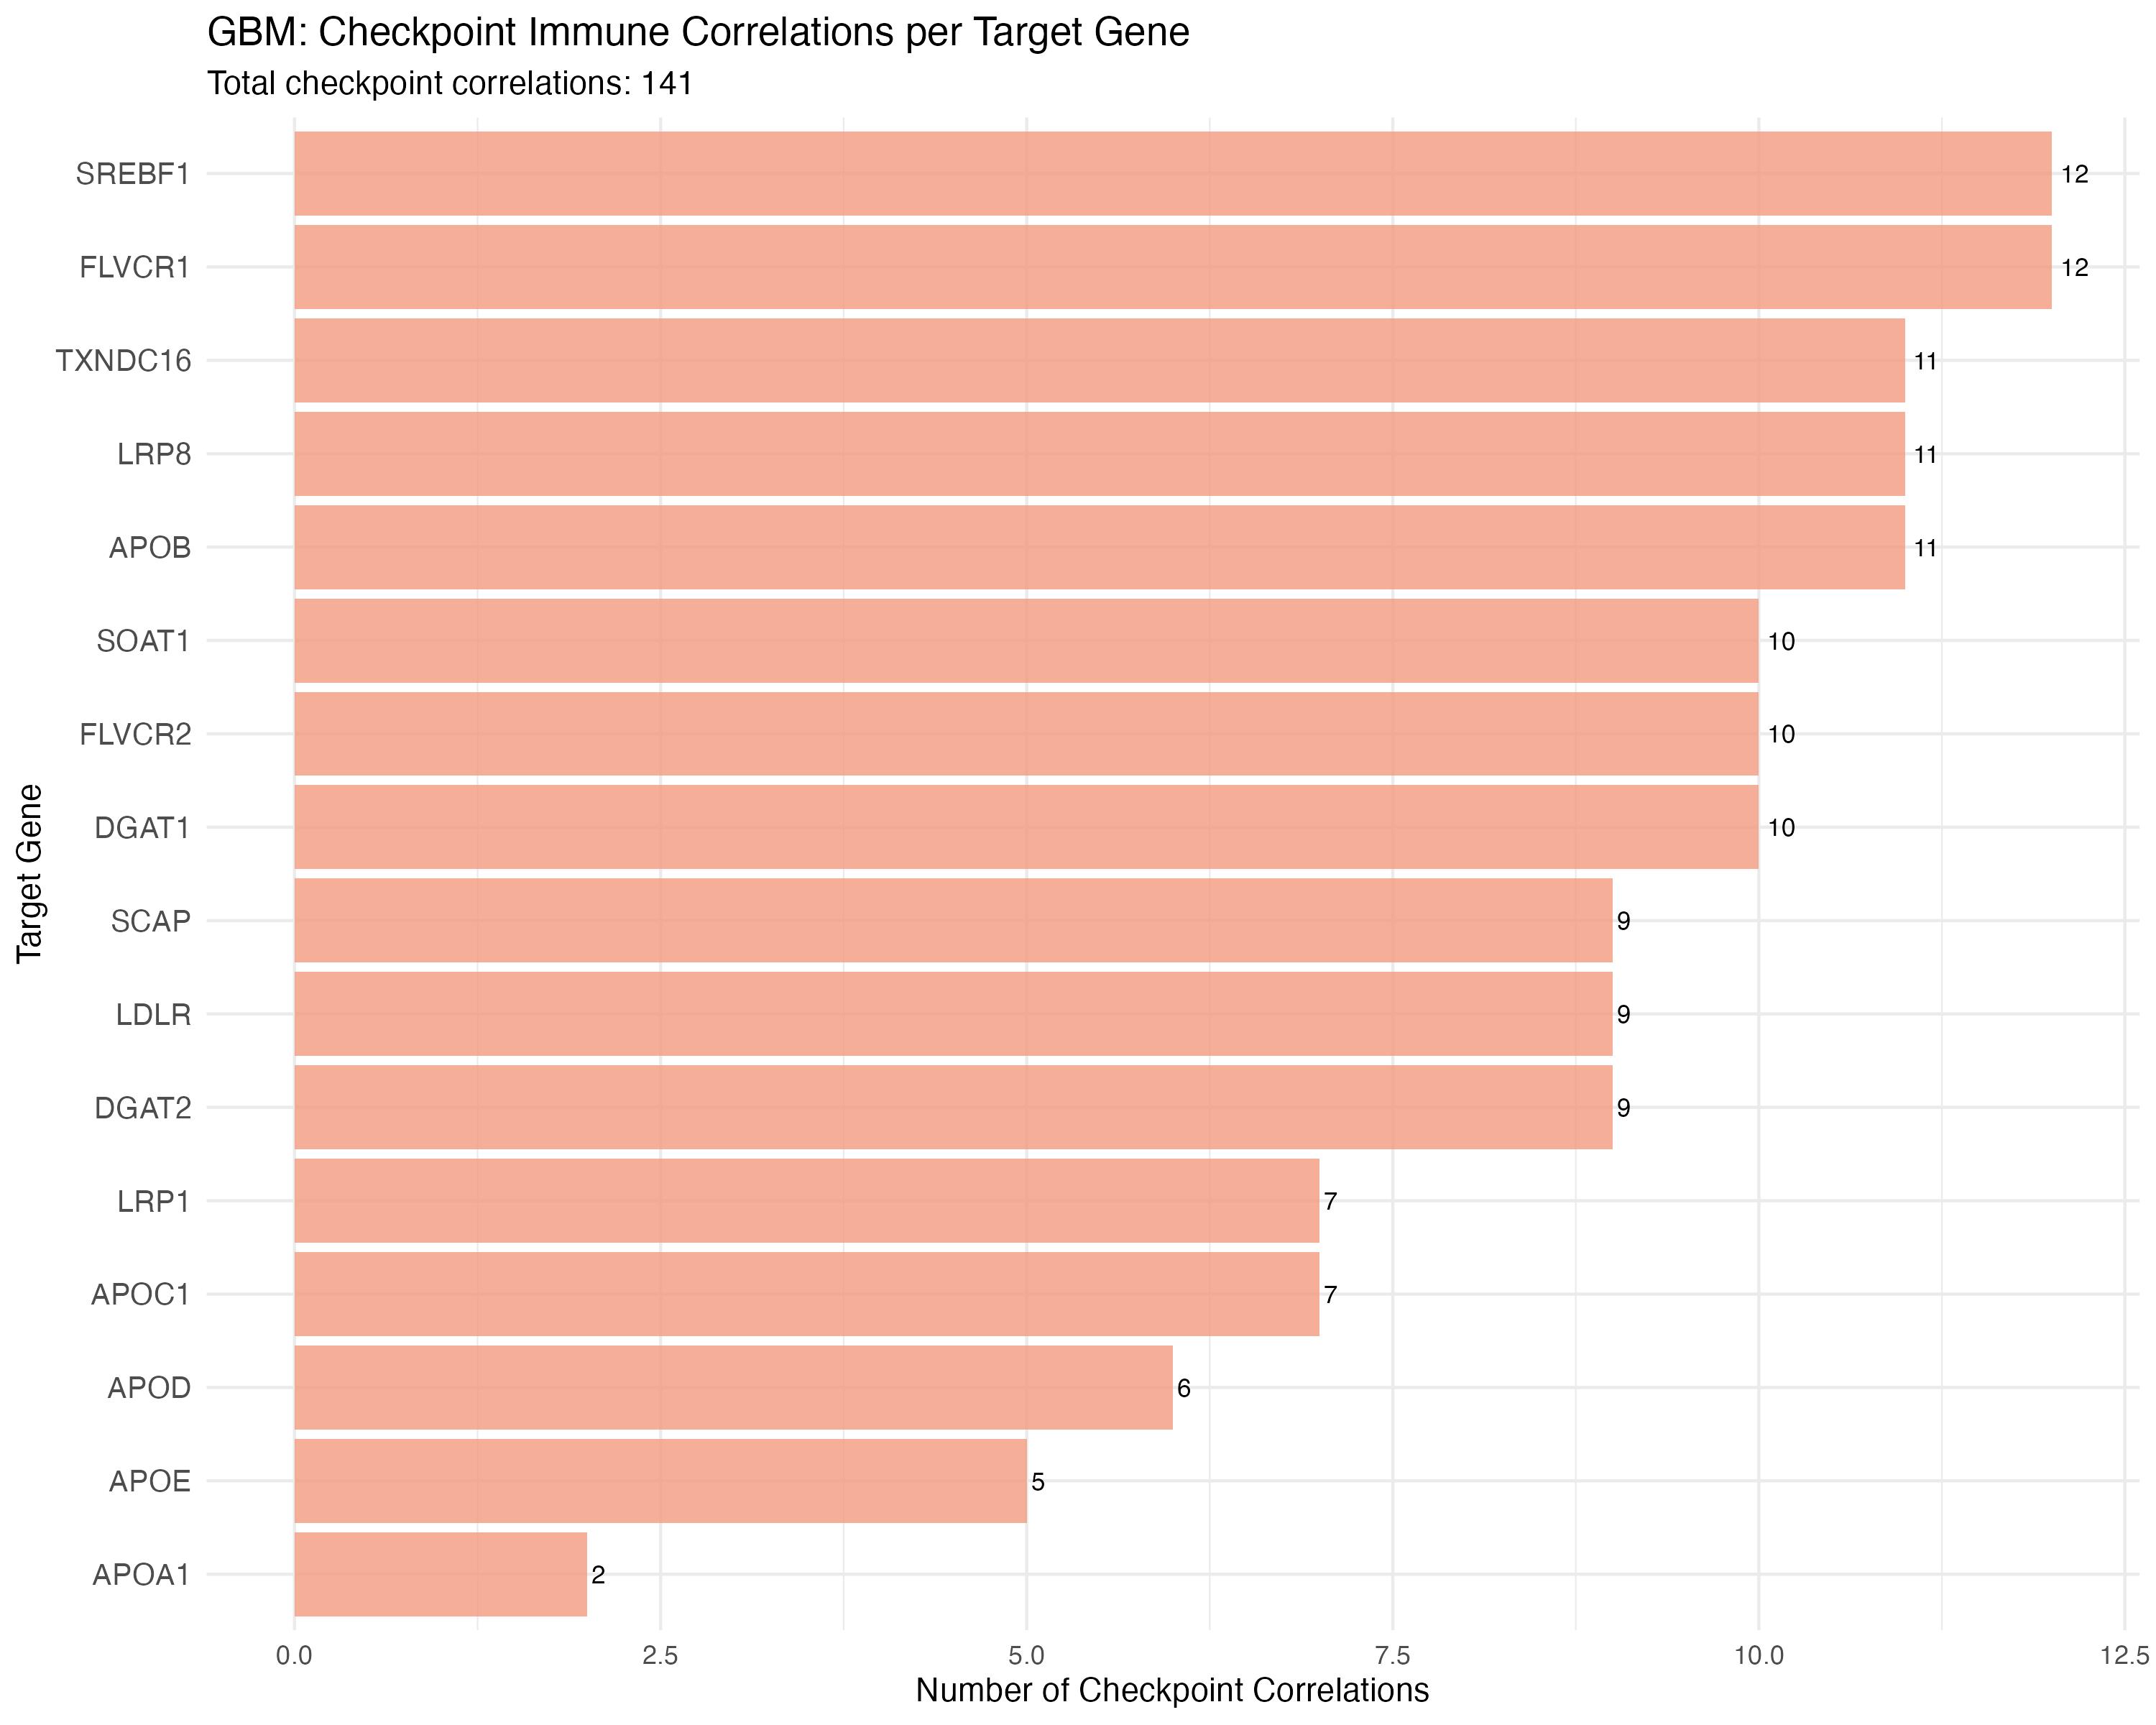 GBM: Checkpoint Immune Correlations per Target Gene
Total checkpoint correlations: 141
Target Gene
SREBF1 12
FLVCR1 12
TXNDC16 11
LRP8 11
APOB 11
SOAT1 10
FLVCR2 10
DGAT1 10
SCAP 9
LDLR 9
DGAT2 9
LRP1 7
APOC1 7
APOD 6
APOE 5
APOA1 2
0.0 2.5 5.0 7.5 10.0 12.5
Number of Checkpoint Correlations